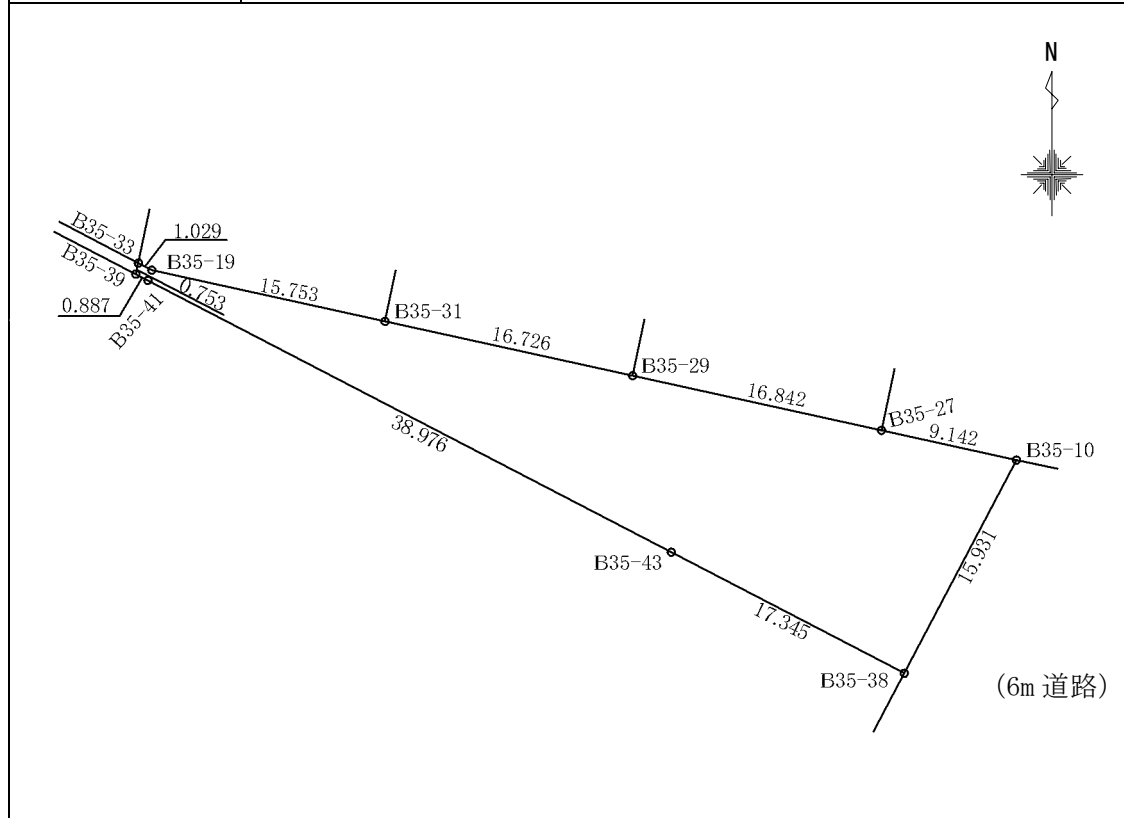 N
B35-33
1.029
B35-19
B35-39
0.753
0.887
B35-41
15.753
B35-31
16.726
B35-29
16.842
B35-27
9.142
B35-10
38.976
15.931
B35-43
17.345
B35-38
(6m 道路)